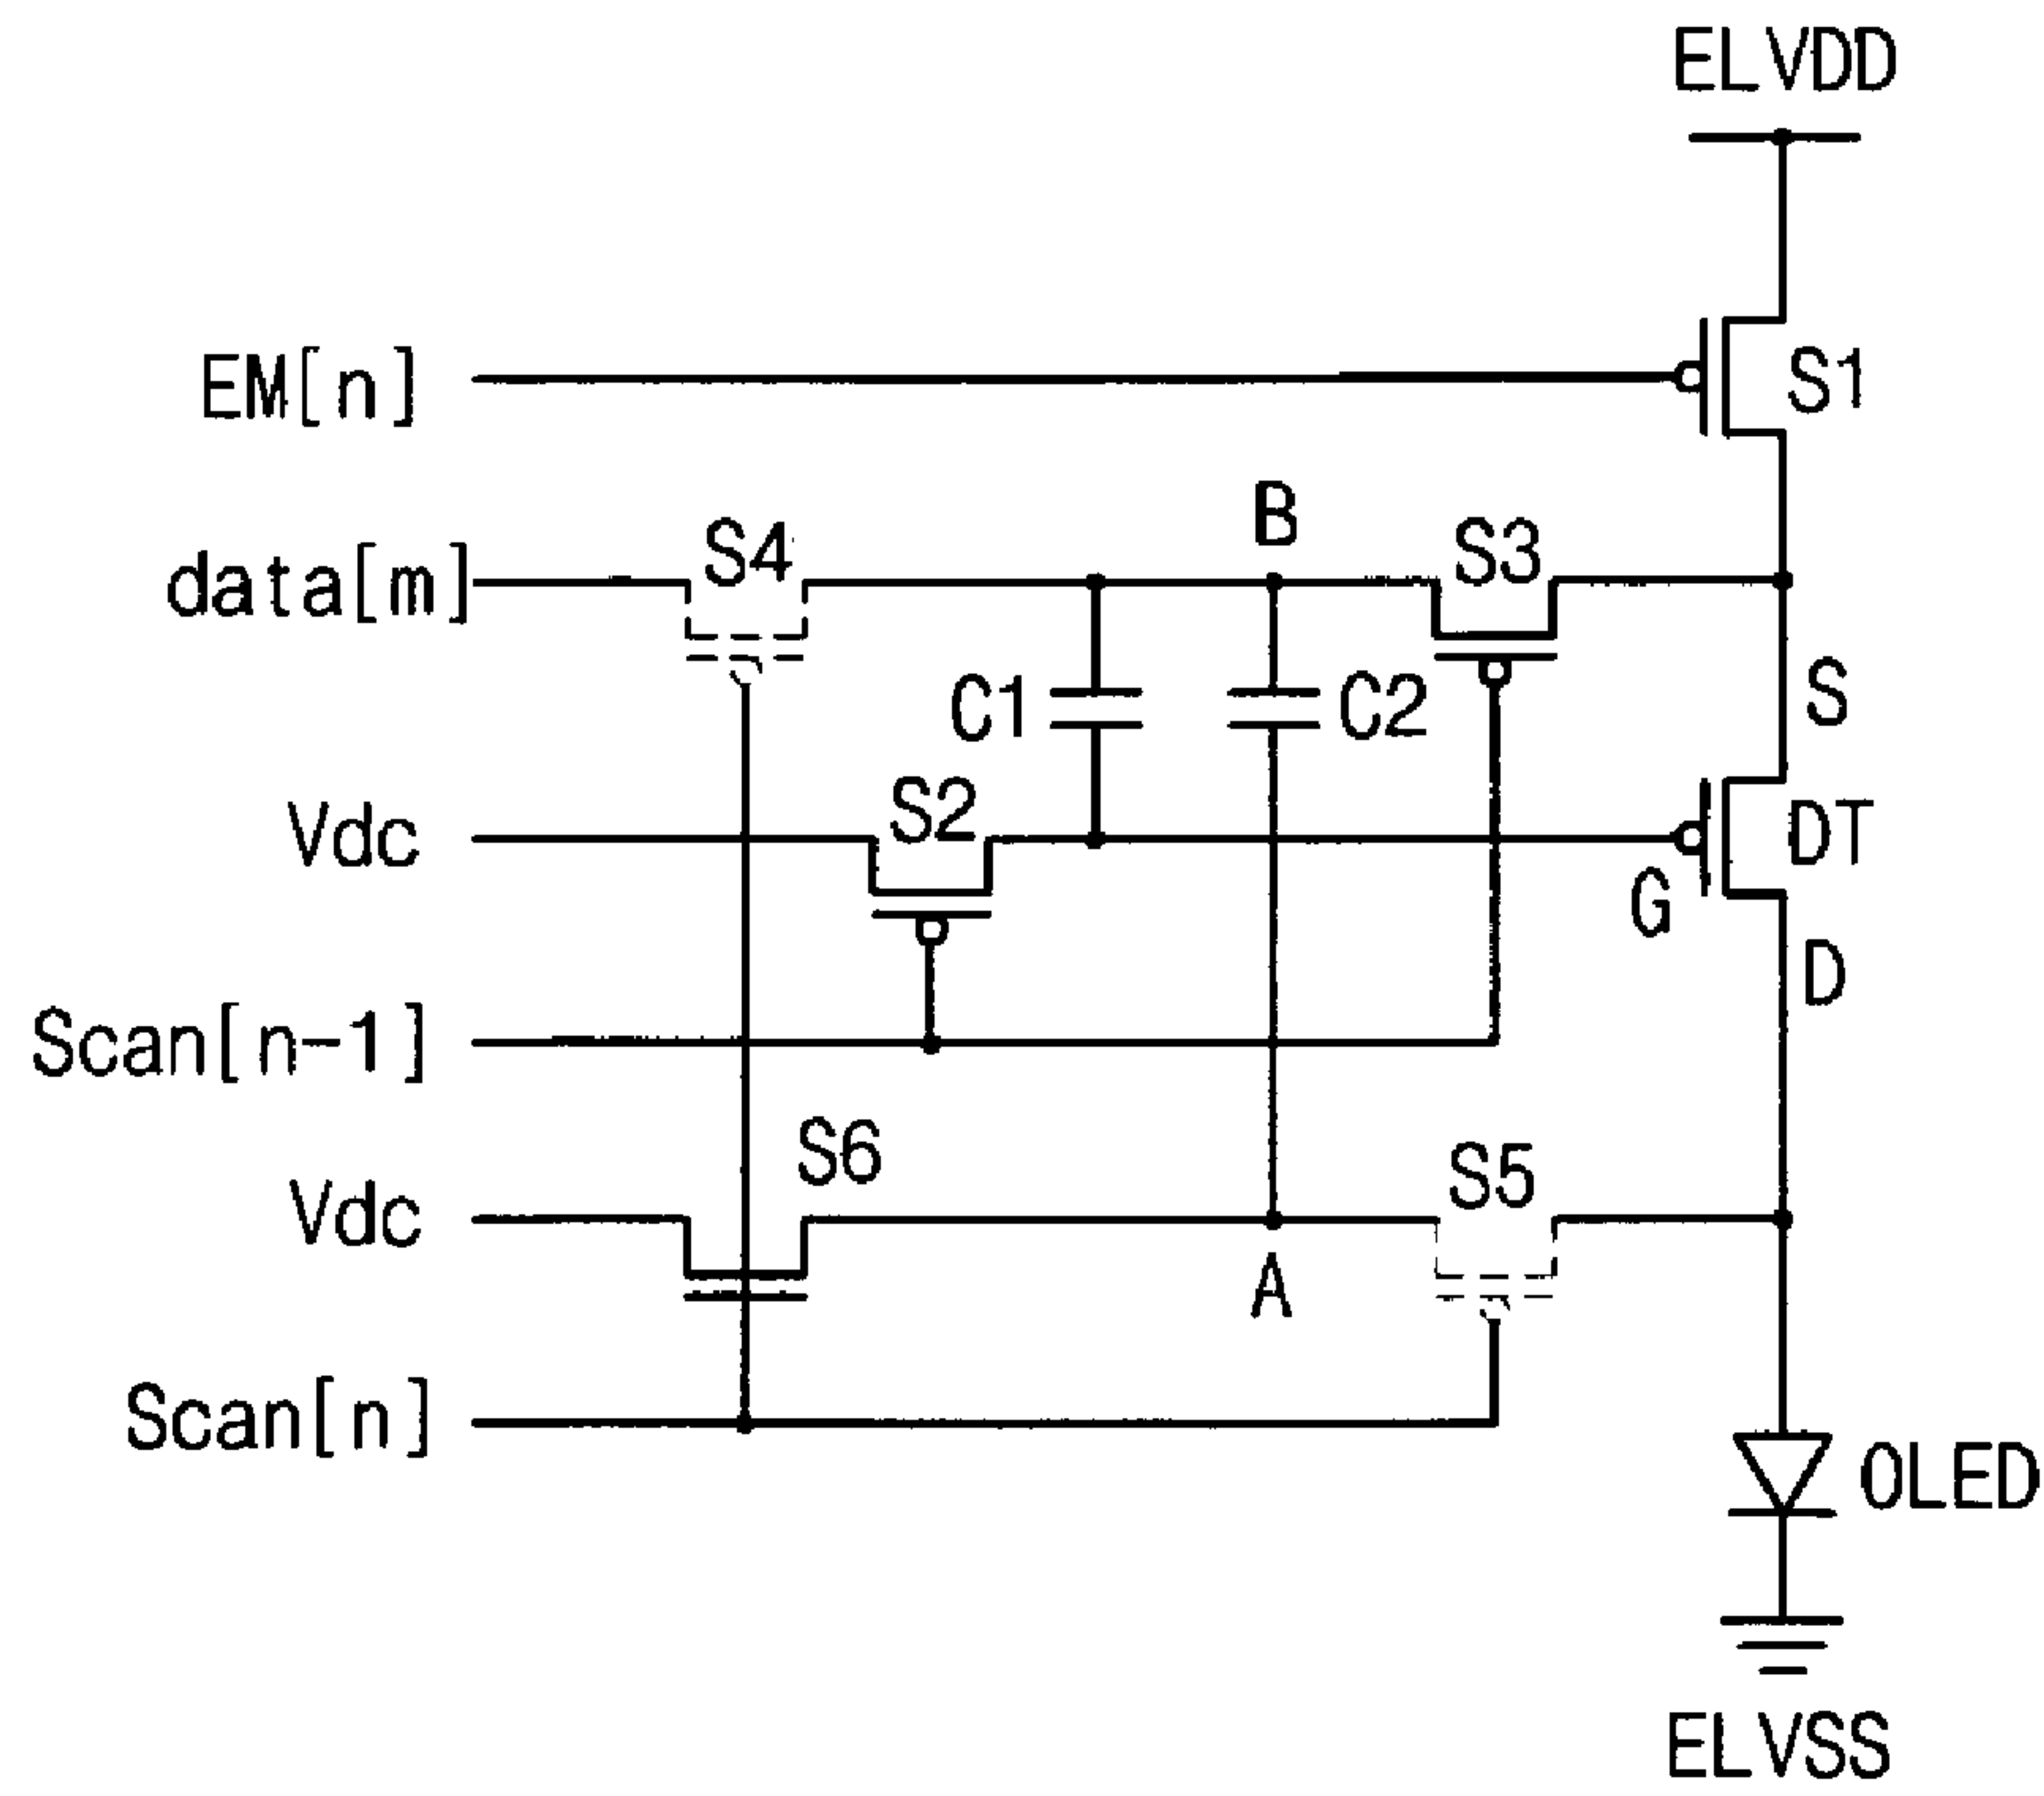 ELVDD
EM[n]
S1
data[m]
S4
B
S3
C1
C2
S
Vdc
S2
DT
G
D
Scan[n-1]
S6
Vdc
S5
A
Scan[n]
OLED
ELVSS